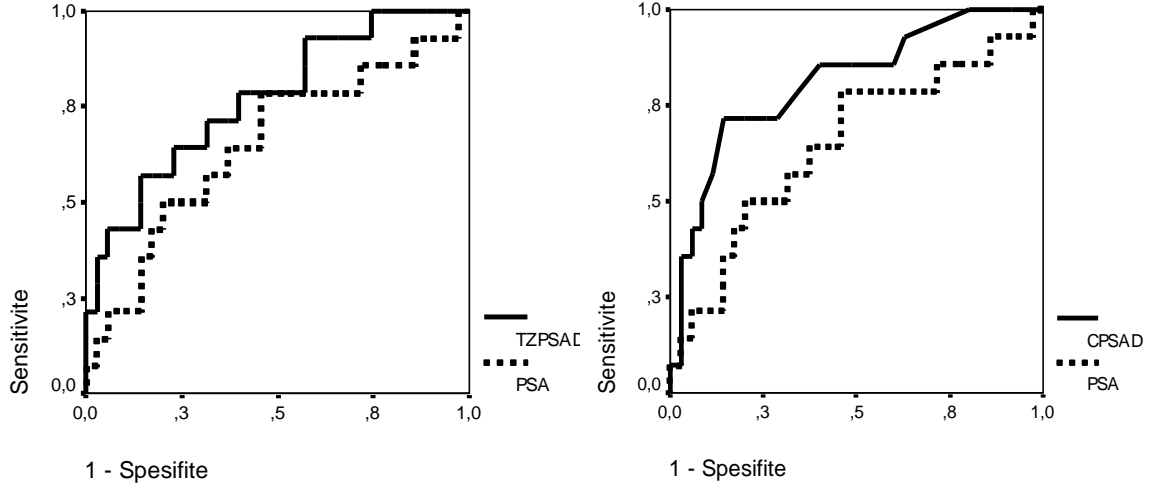 1,0
,8
,5
,3
0,0
Sensitivite
0,0 ,3 ,5 ,8 1,0
1 - Spesifite
TZPSAD
PSA
1,0
,8
,5
,3
0,0
Sensitivite
0,0 ,3 ,5 ,8 1,0
1 - Spesifite
CPSAD
PSA